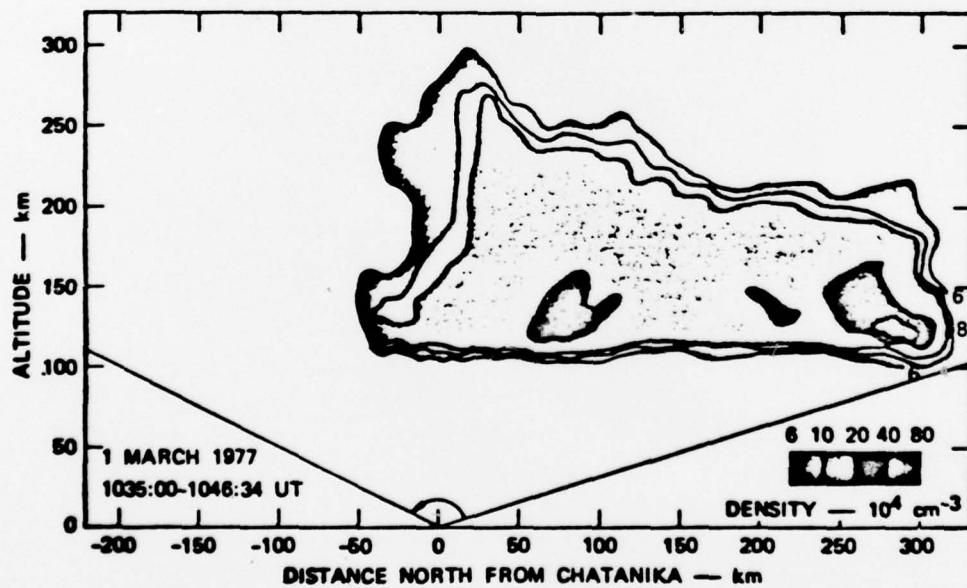 300
250
200
150
100
50
0
ALTITUDE — km
6
8
6
6 10 20 40 80
DENSITY — 10⁴ cm⁻³
1 MARCH 1977
1035:00-1046:34 UT
-200 -150 -100 -50 0 50 100 150 200 250 300
DISTANCE NORTH FROM CHATANIKA — km